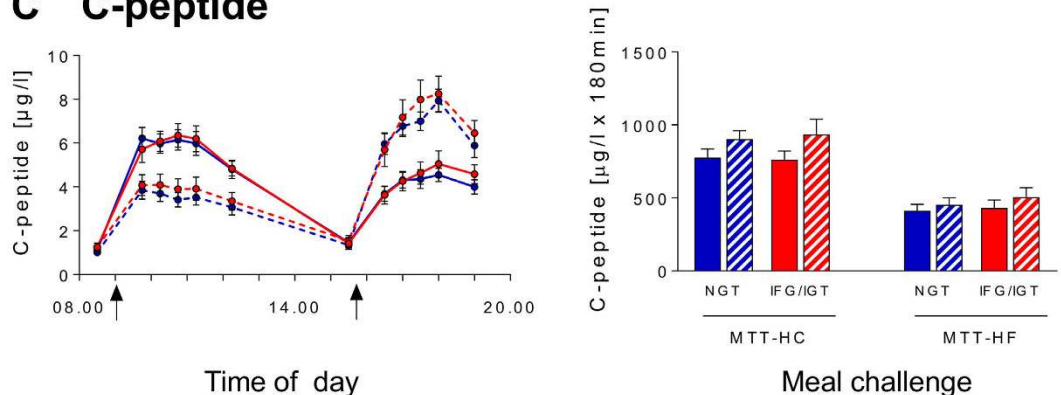 C C-peptide
C-peptide [µg/l]
10
8
6
4
2
0
08.00 14.00 20.00
Time of day
C-peptide [µg/l x 180min]
1500
1000
500
0
NGT IFG/IGT NGT IFG/IGT
MTT-HC MTT-HF
Meal challenge